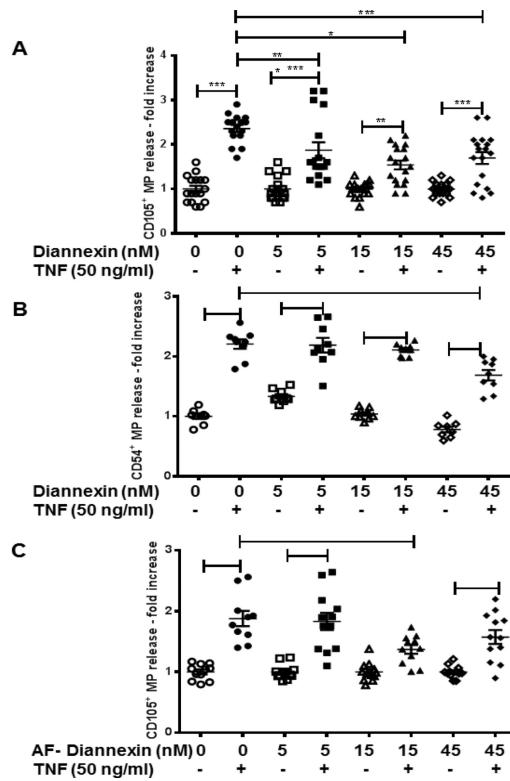 A
***
*
**
*
***
***
**
***
CD105⁺ MP release - fold increase
4
3
2
1
0
Diannexin (nM) 0 0 5 5 15 15 45 45
TNF (50 ng/ml) - + - + - + - +
B
CD54⁺ MP release - fold increase
3
2
1
0
Diannexin (nM) 0 0 5 5 15 15 45 45
TNF (50 ng/ml) - + - + - + - +
C
CD105⁺ MP release - fold increase
3
2
1
0
AF- Diannexin (nM) 0 0 5 5 15 15 45 45
TNF (50 ng/ml) - + - + - + - +